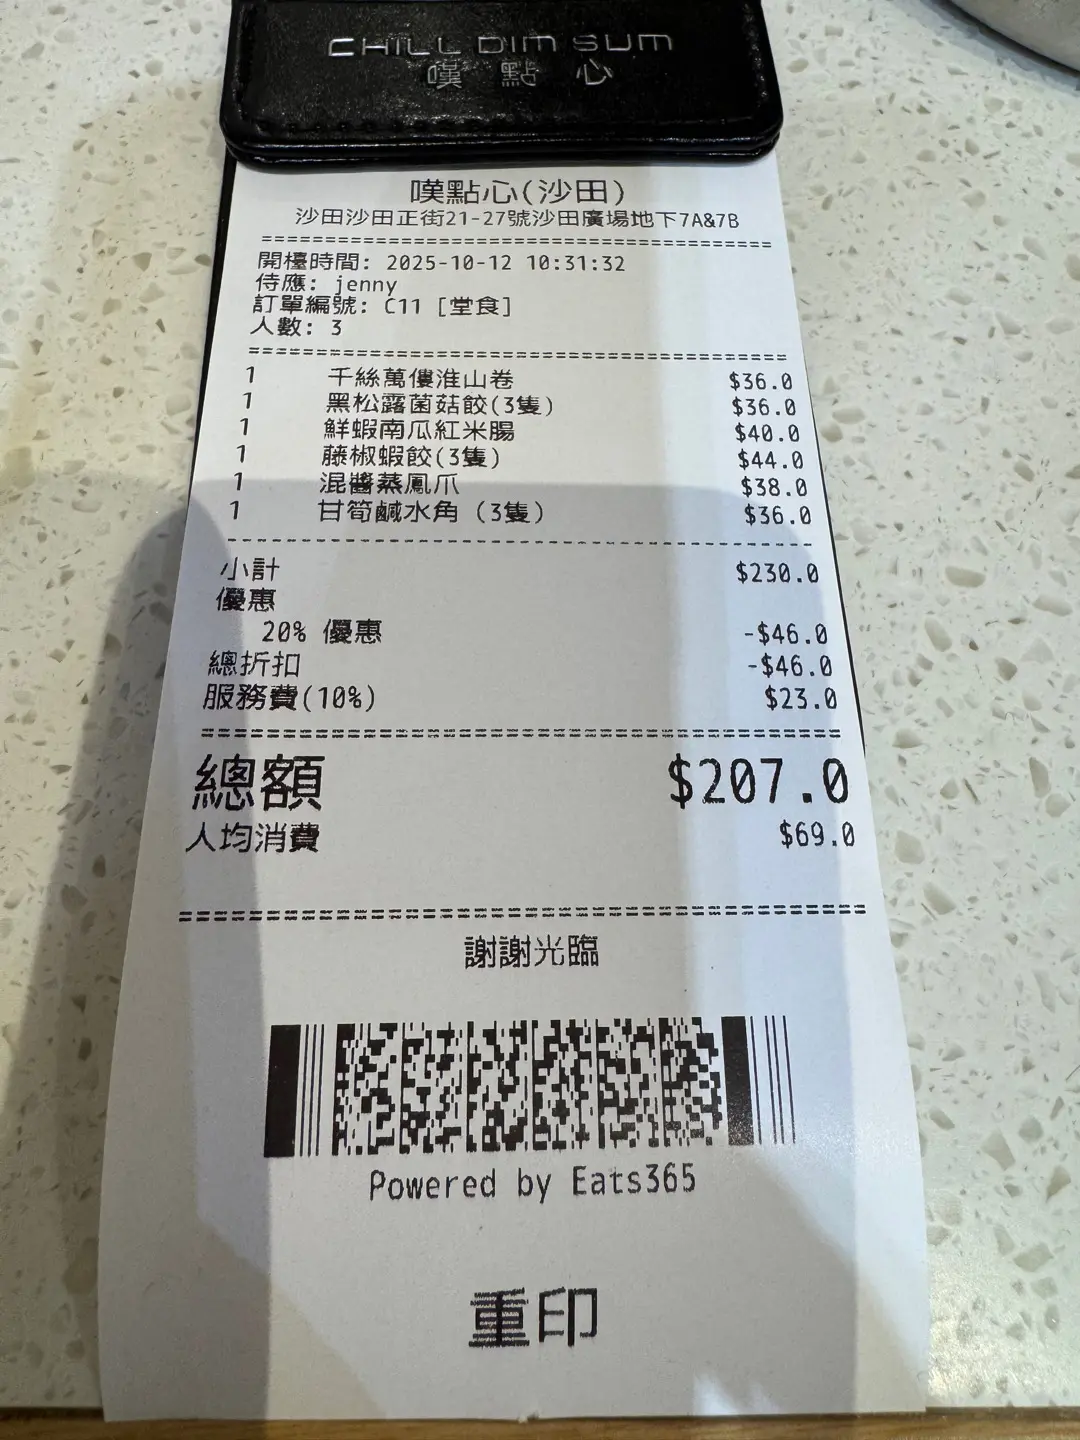 CHILL DIM SUM
嘆點心
嘆點心(沙田)
沙田沙田正街21-27號沙田廣場地下7A&7B
開檯時間: 2025-10-12 10:31:32
侍應: jenny
訂單編號: C11 [堂食]
人數: 3
1 千絲萬僂淮山卷 $36.0
1 黑松露菌菇餃(3隻) $36.0
1 鮮蝦南瓜紅米腸 $40.0
1 藤椒蝦餃(3隻) $44.0
1 混醬蒸鳳爪 $38.0
1 甘筍鹹水角 (3隻) $36.0
小計 $230.0
優惠
20% 優惠 -$46.0
總折扣 -$46.0
服務費(10%) $23.0
總額 $207.0
人均消費 $69.0
謝謝光臨
Powered by Eats365
重印